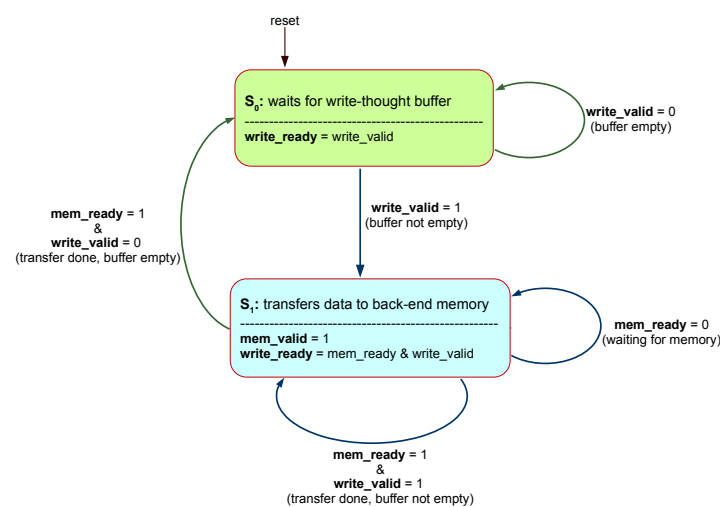 reset
S0: waits for write-thought buffer
------------------------------------------------
write_ready = write_valid
write_valid = 0
(buffer empty)
write_valid = 1
(buffer not empty)
mem_ready = 1
&
write_valid = 0
(transfer done, buffer empty)
S1: transfers data to back-end memory
----------------------------------------------------
mem_valid = 1
write_ready = mem_ready & write_valid
mem_ready = 0
(waiting for memory)
mem_ready = 1
&
write_valid = 1
(transfer done, buffer not empty)